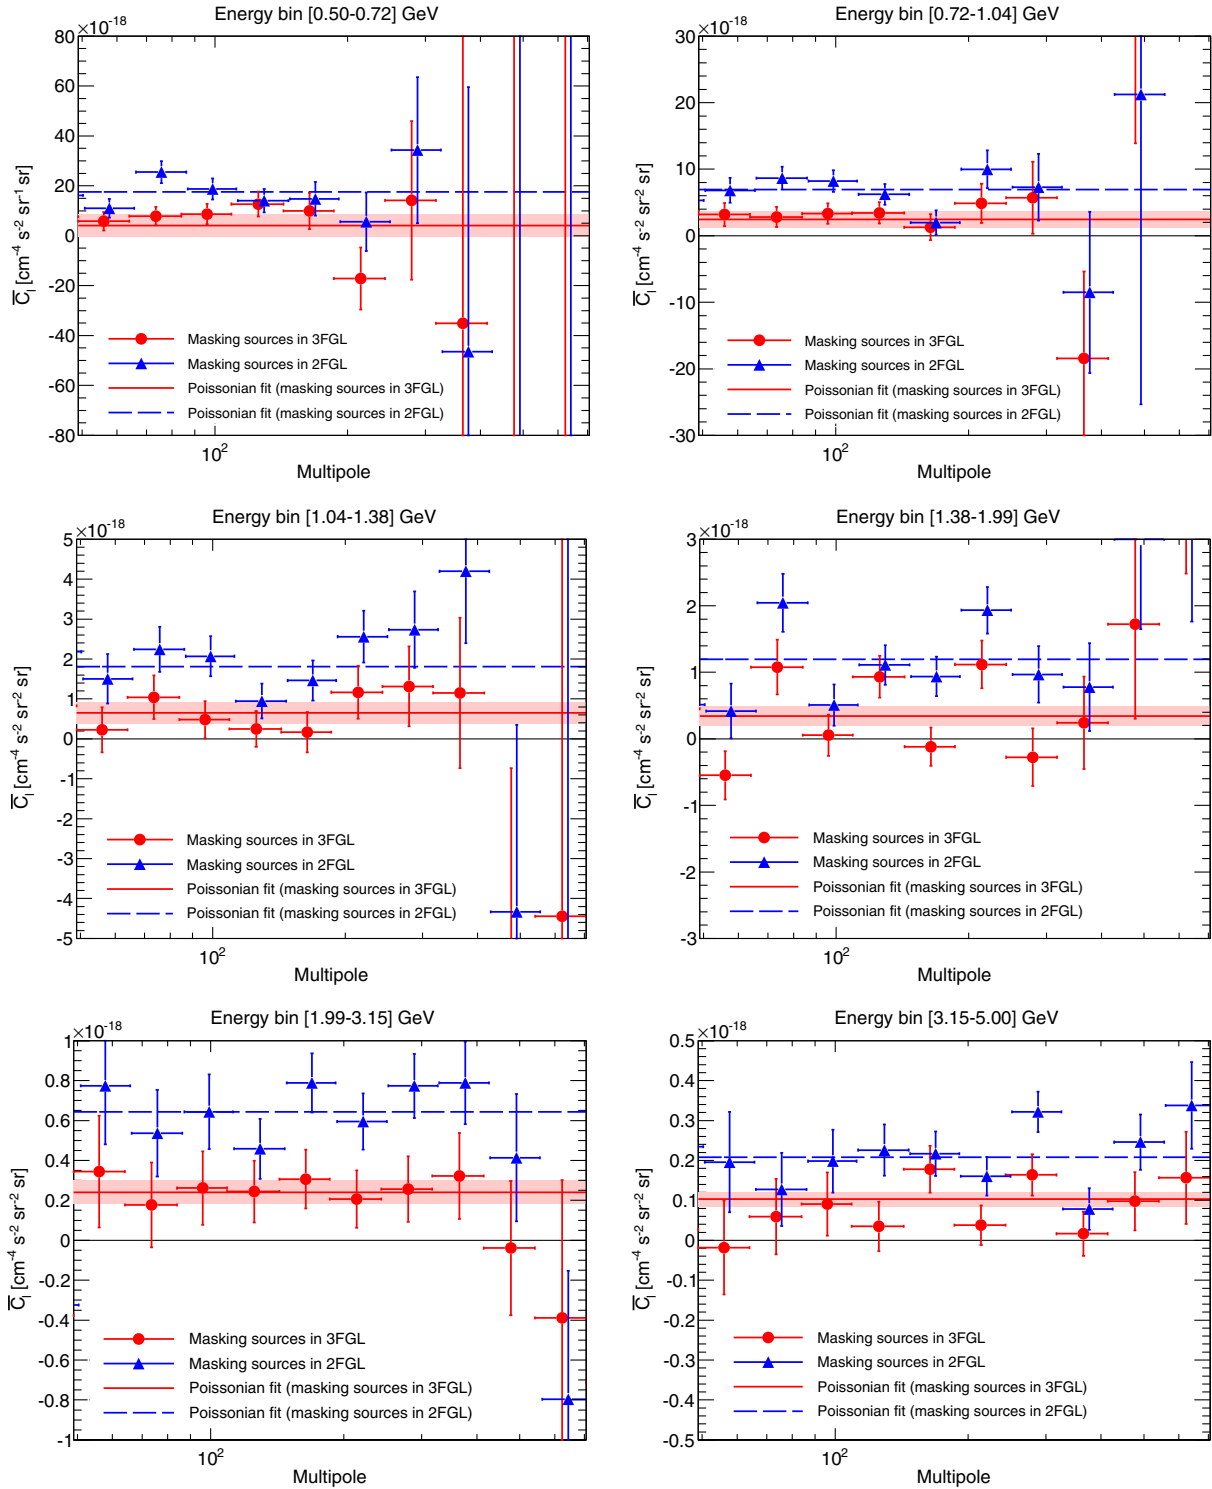 Energy bin [0.50-0.72] GeV
×10⁻¹⁸
80
60
40
20
0
-20
-40
-60
-80
C̅ₗ [cm⁻⁴ s⁻² sr⁻¹ sr]
Masking sources in 3FGL
Masking sources in 2FGL
Poissonian fit (masking sources in 3FGL)
Poissonian fit (masking sources in 2FGL)
10²
Multipole
Energy bin [0.72-1.04] GeV
×10⁻¹⁸
30
20
10
0
-10
-20
-30
C̅ₗ [cm⁻⁴ s⁻² sr⁻² sr]
Masking sources in 3FGL
Masking sources in 2FGL
Poissonian fit (masking sources in 3FGL)
Poissonian fit (masking sources in 2FGL)
10²
Multipole
Energy bin [1.04-1.38] GeV
×10⁻¹⁸
5
4
3
2
1
0
-1
-2
-3
-4
-5
C̅ₗ [cm⁻⁴ s⁻² sr⁻² sr]
Masking sources in 3FGL
Masking sources in 2FGL
Poissonian fit (masking sources in 3FGL)
Poissonian fit (masking sources in 2FGL)
10²
Multipole
Energy bin [1.38-1.99] GeV
×10⁻¹⁸
3
2
1
0
-1
-2
-3
C̅ₗ [cm⁻⁴ s⁻² sr⁻² sr]
Masking sources in 3FGL
Masking sources in 2FGL
Poissonian fit (masking sources in 3FGL)
Poissonian fit (masking sources in 2FGL)
10²
Multipole
Energy bin [1.99-3.15] GeV
×10⁻¹⁸
1
0.8
0.6
0.4
0.2
0
-0.2
-0.4
-0.6
-0.8
-1
C̅ₗ [cm⁻⁴ s⁻² sr⁻² sr]
Masking sources in 3FGL
Masking sources in 2FGL
Poissonian fit (masking sources in 3FGL)
Poissonian fit (masking sources in 2FGL)
10²
Multipole
Energy bin [3.15-5.00] GeV
×10⁻¹⁸
0.5
0.4
0.3
0.2
0.1
0
-0.1
-0.2
-0.3
-0.4
-0.5
C̅ₗ [cm⁻⁴ s⁻² sr⁻² sr]
Masking sources in 3FGL
Masking sources in 2FGL
Poissonian fit (masking sources in 3FGL)
Poissonian fit (masking sources in 2FGL)
10²
Multipole